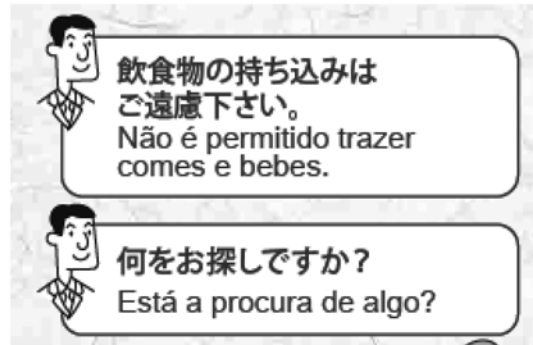 飲食物の持ち込みは
ご遠慮下さい。
Não é permitido trazer
comes e bebes.
何をお探しですか？
Está a procura de algo?